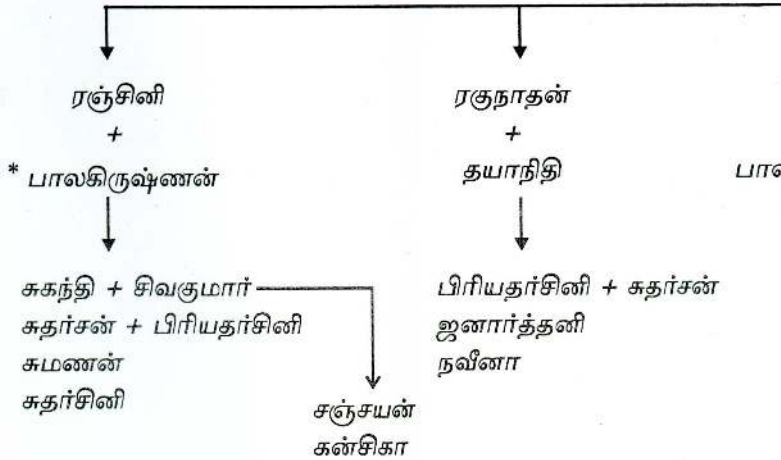 ரஞ்சினி
+
* பாலகிருஷ்ணன்
சுகந்தி + சிவகுமார்
சுதர்சன் + பிரியதர்சினி
சுமணன்
சுதர்சினி
சஞ்சயன்
கன்சிகா
ரகுநாதன்
+
தயாநிதி
பிரியதர்சினி + சுதர்சன்
ஜனார்த்தனி
நவீனா